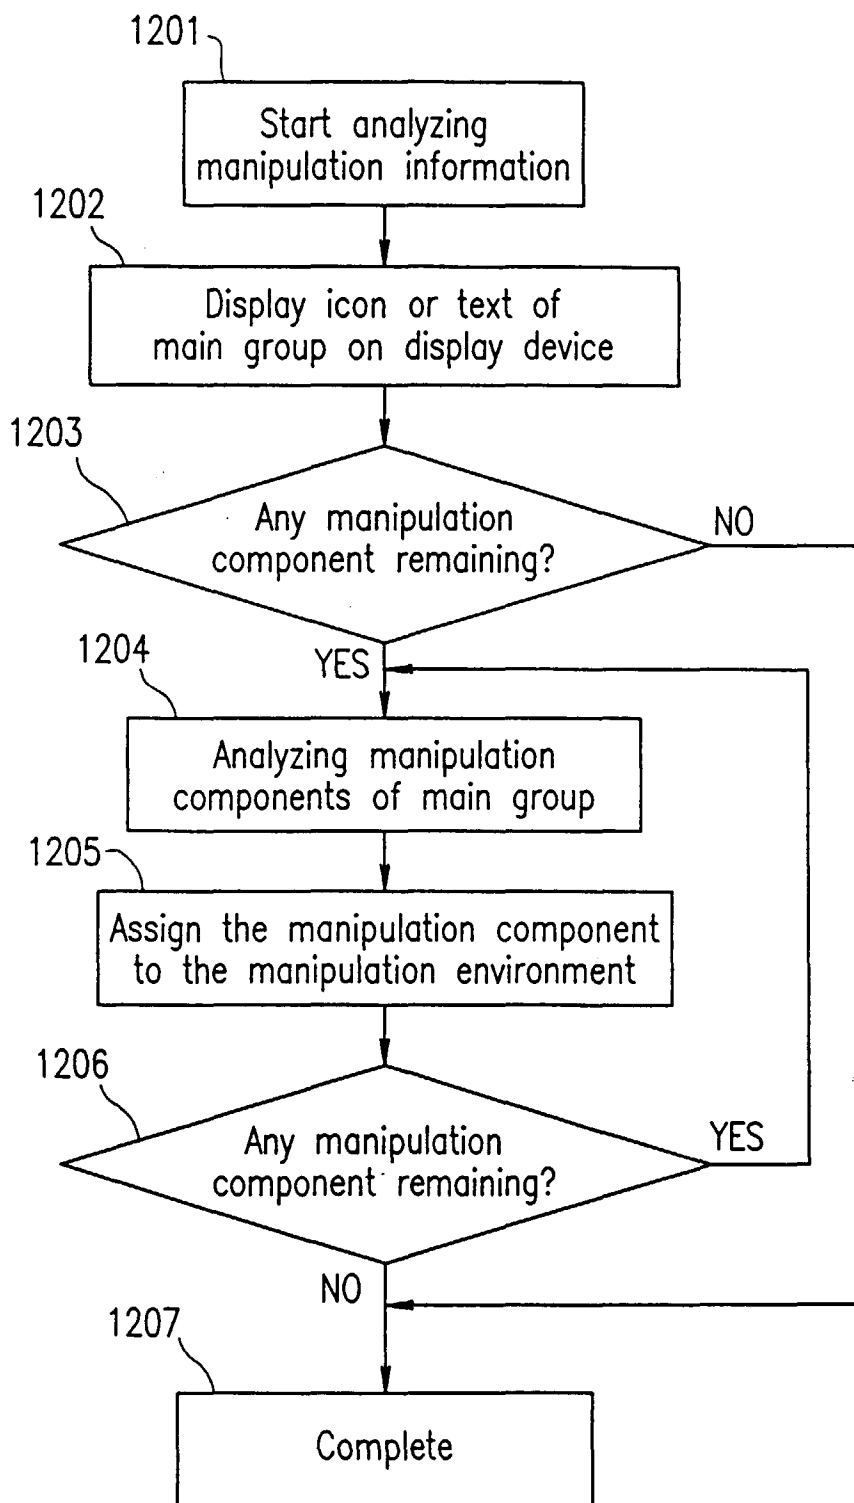 1201
Start analyzing
manipulation information
1202
Display icon or text of
main group on display device
1203
Any manipulation
component remaining?
NO
YES
1204
Analyzing manipulation
components of main group
1205
Assign the manipulation component
to the manipulation environment
1206
Any manipulation
component remaining?
YES
NO
1207
Complete